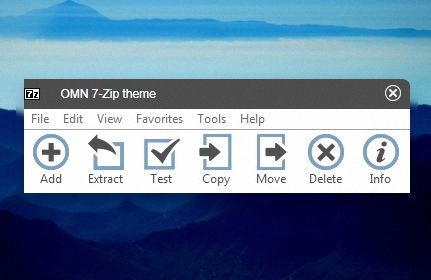 7z OMN 7-Zip theme
File Edit View Favorites Tools Help
Add Extract Test Copy Move Delete Info